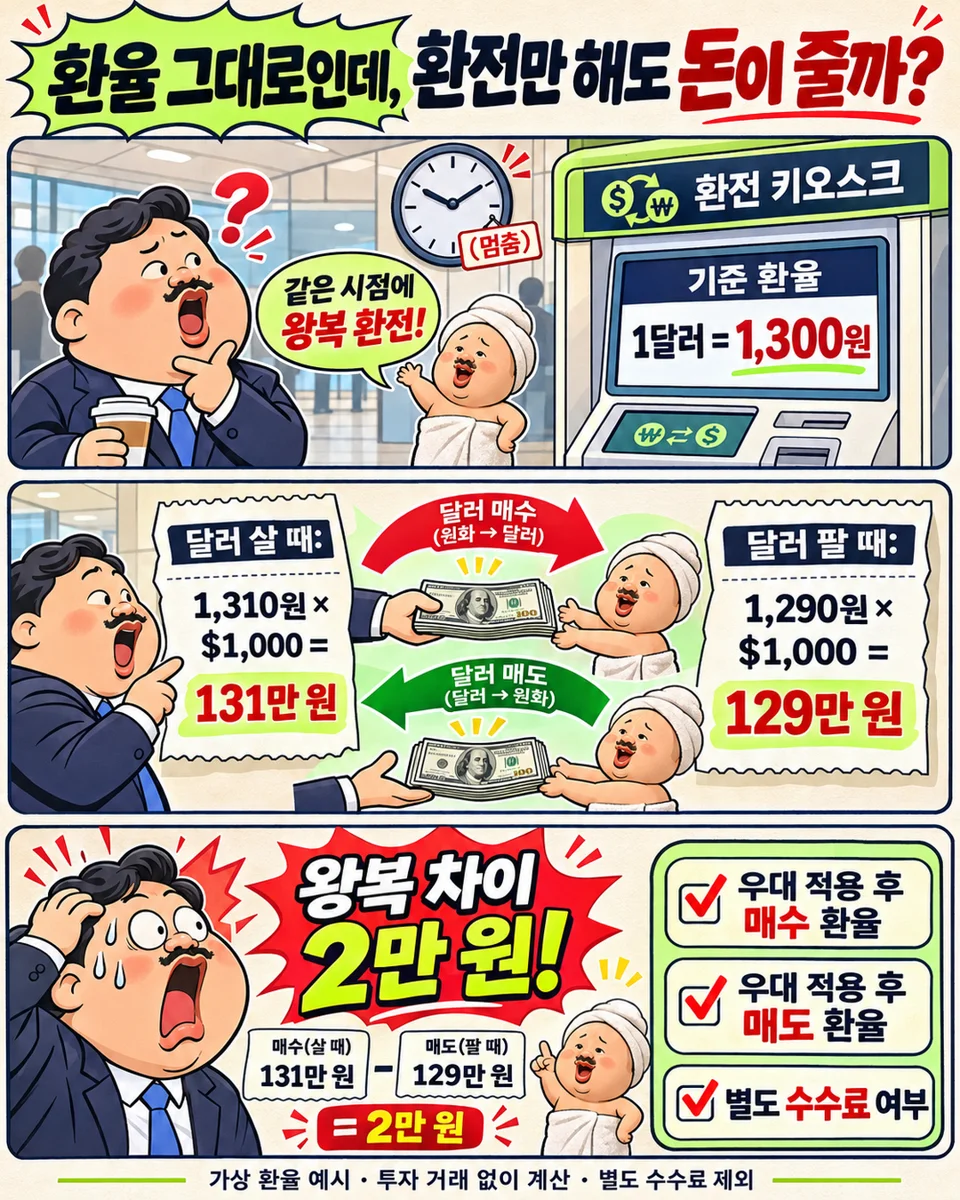 환율 그대로인데, 환전만 해도 돈이 줄까?
?
환전 키오스크
$ ₩
(멈춤)
같은 시점에
왕복 환전!
기준 환율
1달러 = 1,300원
₩ ⇄ $
달러 살 때:
1,310원 ×
$1,000 =
131만 원
달러 매수
(원화 → 달러)
100
달러 매도
(달러 → 원화)
100
달러 팔 때:
1,290원 ×
$1,000 =
129만 원
왕복 차이
2만 원!
매수(살 때)
131만 원
–
매도(팔 때)
129만 원
= 2만 원
우대 적용 후
매수 환율
우대 적용 후
매도 환율
별도 수수료 여부
가상 환율 예시 · 투자 거래 없이 계산 · 별도 수수료 제외